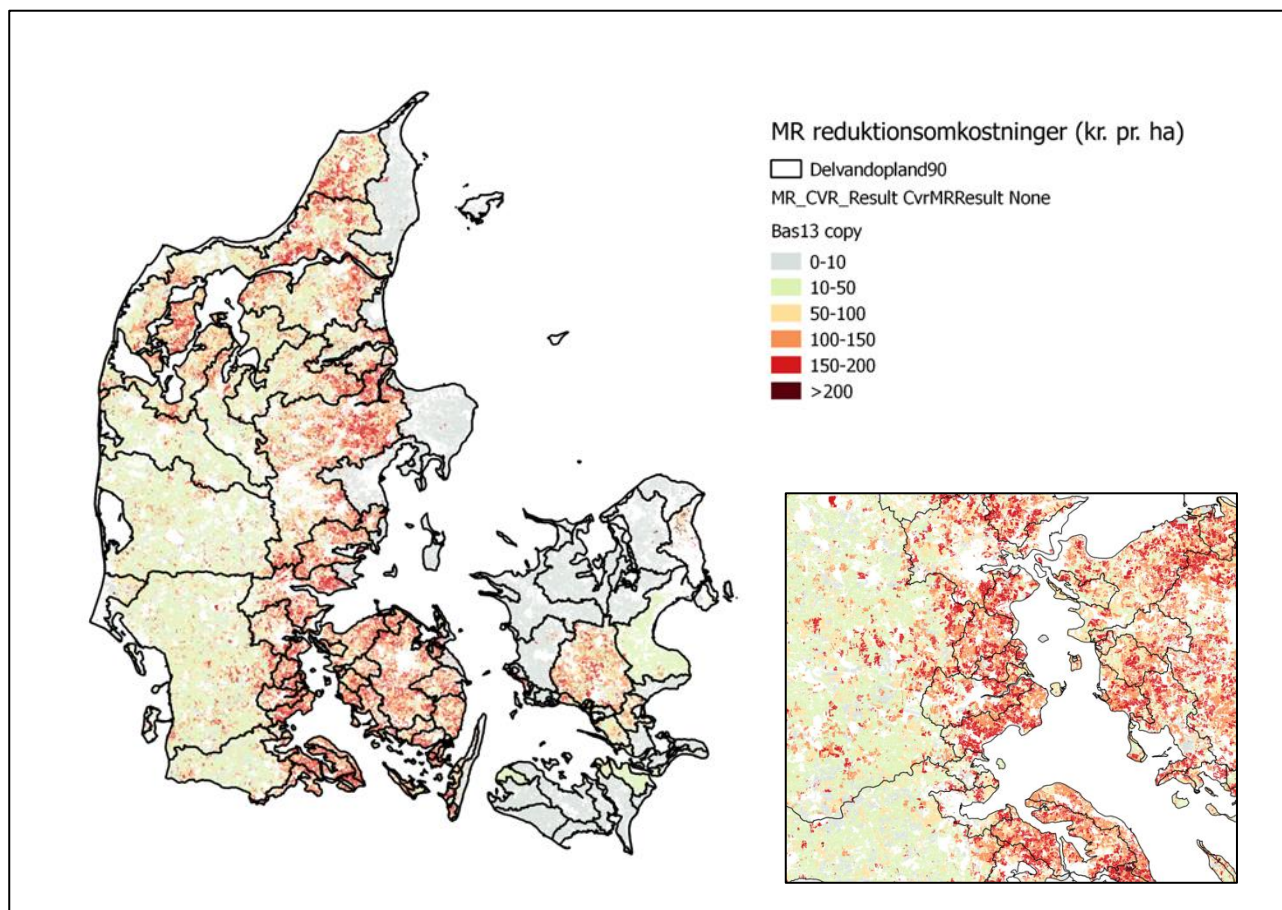 MR reduktionsomkostninger (kr. pr. ha)
Delvandopland90
MR_CVR_Result CvrMRResult None
Bas13 copy
0-10
10-50
50-100
100-150
150-200
>200